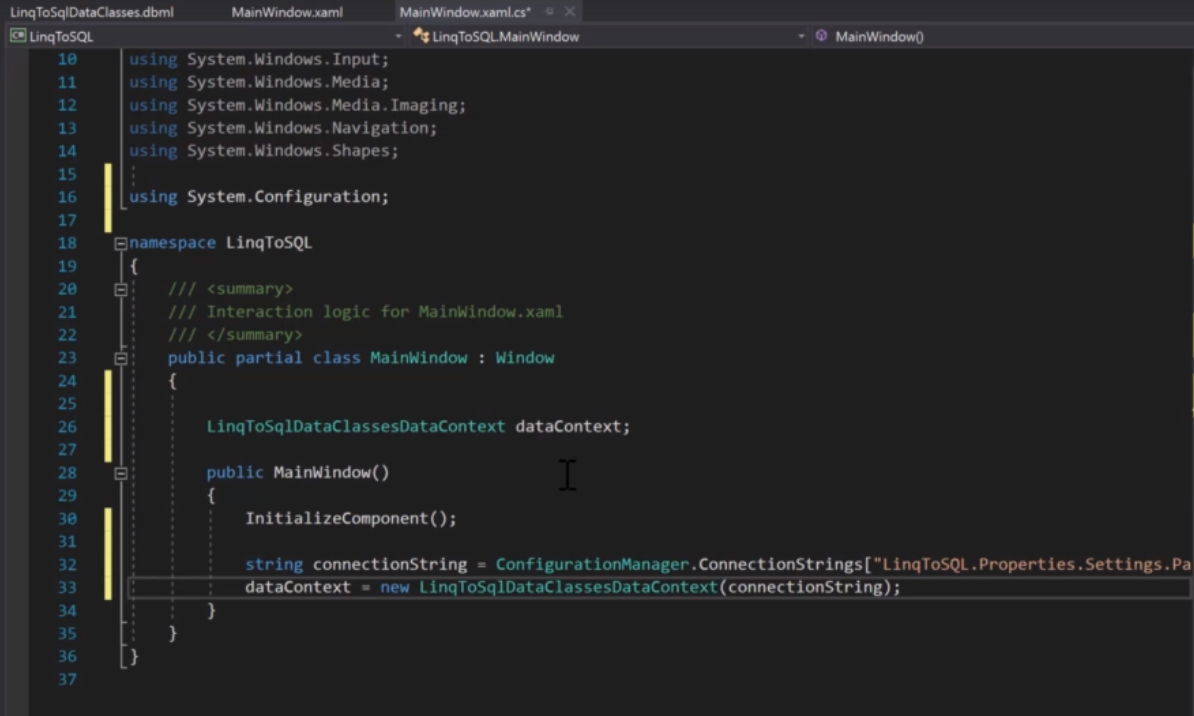 LinqToSqlDataClasses.dbml MainWindow.xaml MainWindow.xaml.cs*
C# LinqToSQL LinqToSQL.MainWindow MainWindow()
10 using System.Windows.Input;
11 using System.Windows.Media;
12 using System.Windows.Media.Imaging;
13 using System.Windows.Navigation;
14 using System.Windows.Shapes;
15
16 using System.Configuration;
17
18 namespace LinqToSQL
19 {
20 /// <summary>
21 /// Interaction logic for MainWindow.xaml
22 /// </summary>
23 public partial class MainWindow : Window
24 {
25
26 LinqToSqlDataClassesDataContext dataContext;
27
28 public MainWindow()
29 {
30 InitializeComponent();
31
32 string connectionString = ConfigurationManager.ConnectionStrings["LinqToSQL.Properties.Settings.Pa
33 dataContext = new LinqToSqlDataClassesDataContext(connectionString);
34 }
35 }
36 }
37